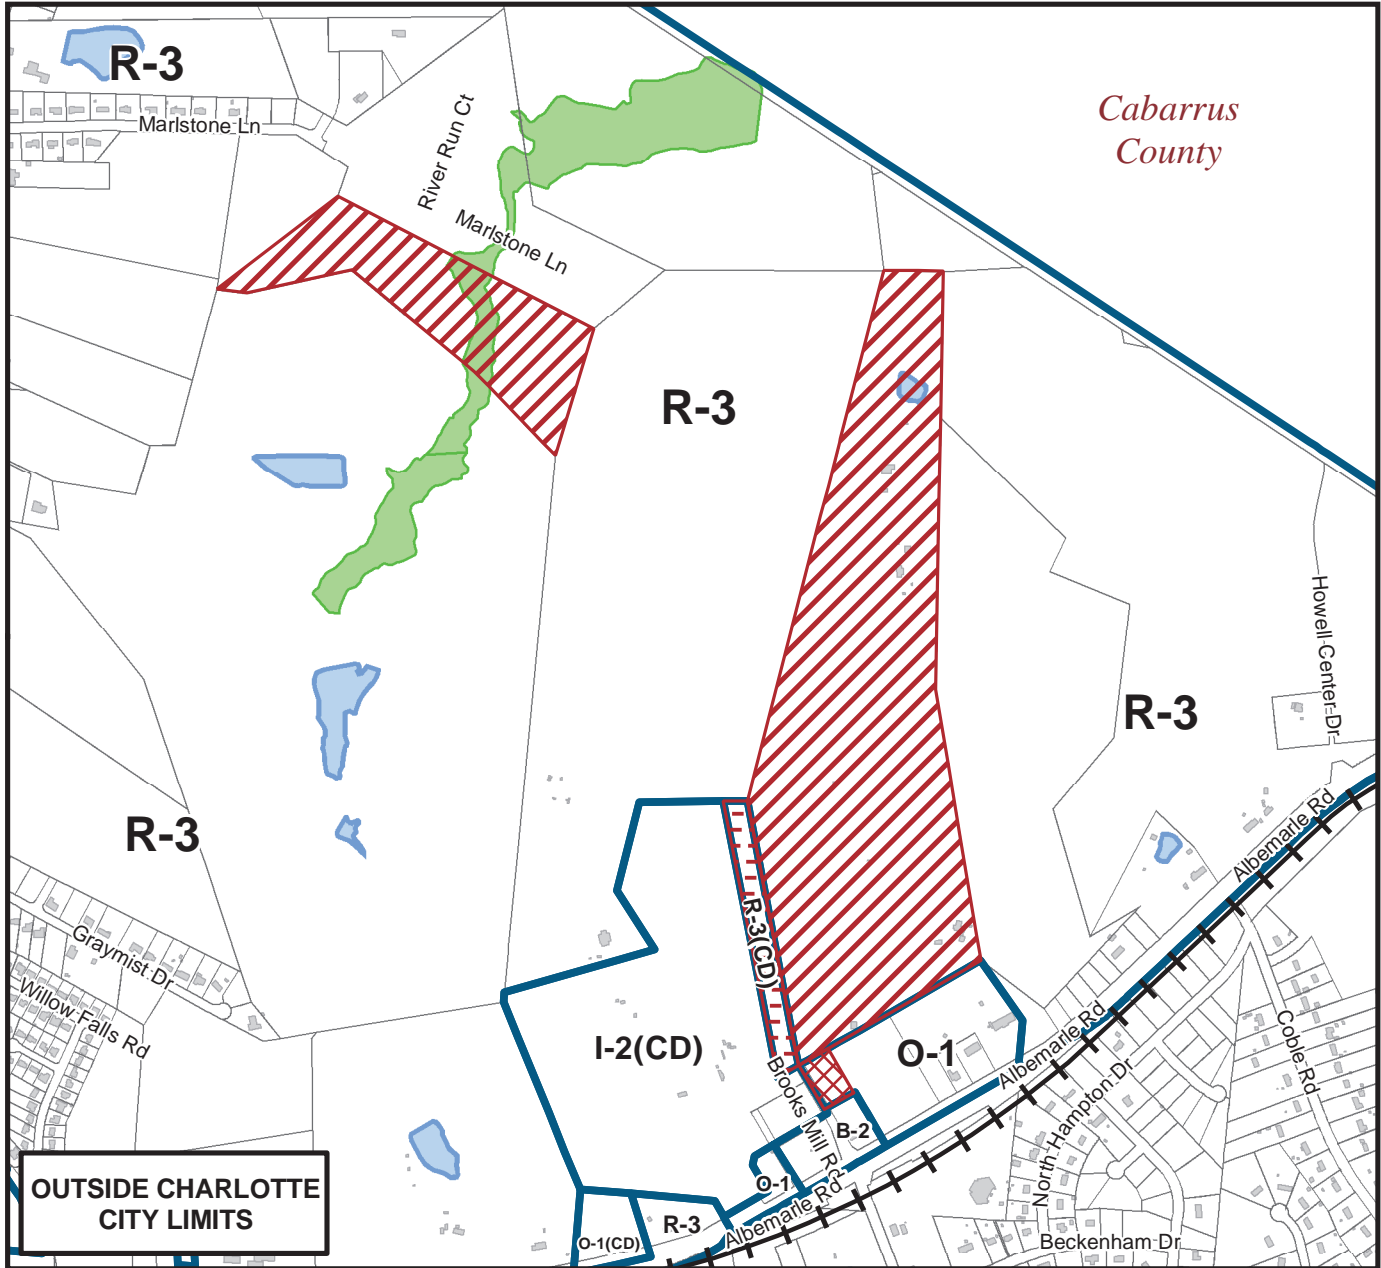 R-3
Marlstone Ln
River Run Ct
Marlstone Ln
Cabarrus
County
R-3
Howell Center Dr
R-3
R-3
Albemarle Rd
R-3(CD)
Graymist Dr
Willow Falls Rd
I-2(CD)
O-1
Albemarle Rd
Coble Rd
Brooks Mill Rd
North Hampton Dr
B-2
O-1
Albemarle Rd
R-3
O-1(CD)
Beckenham Dr
OUTSIDE CHARLOTTE
CITY LIMITS